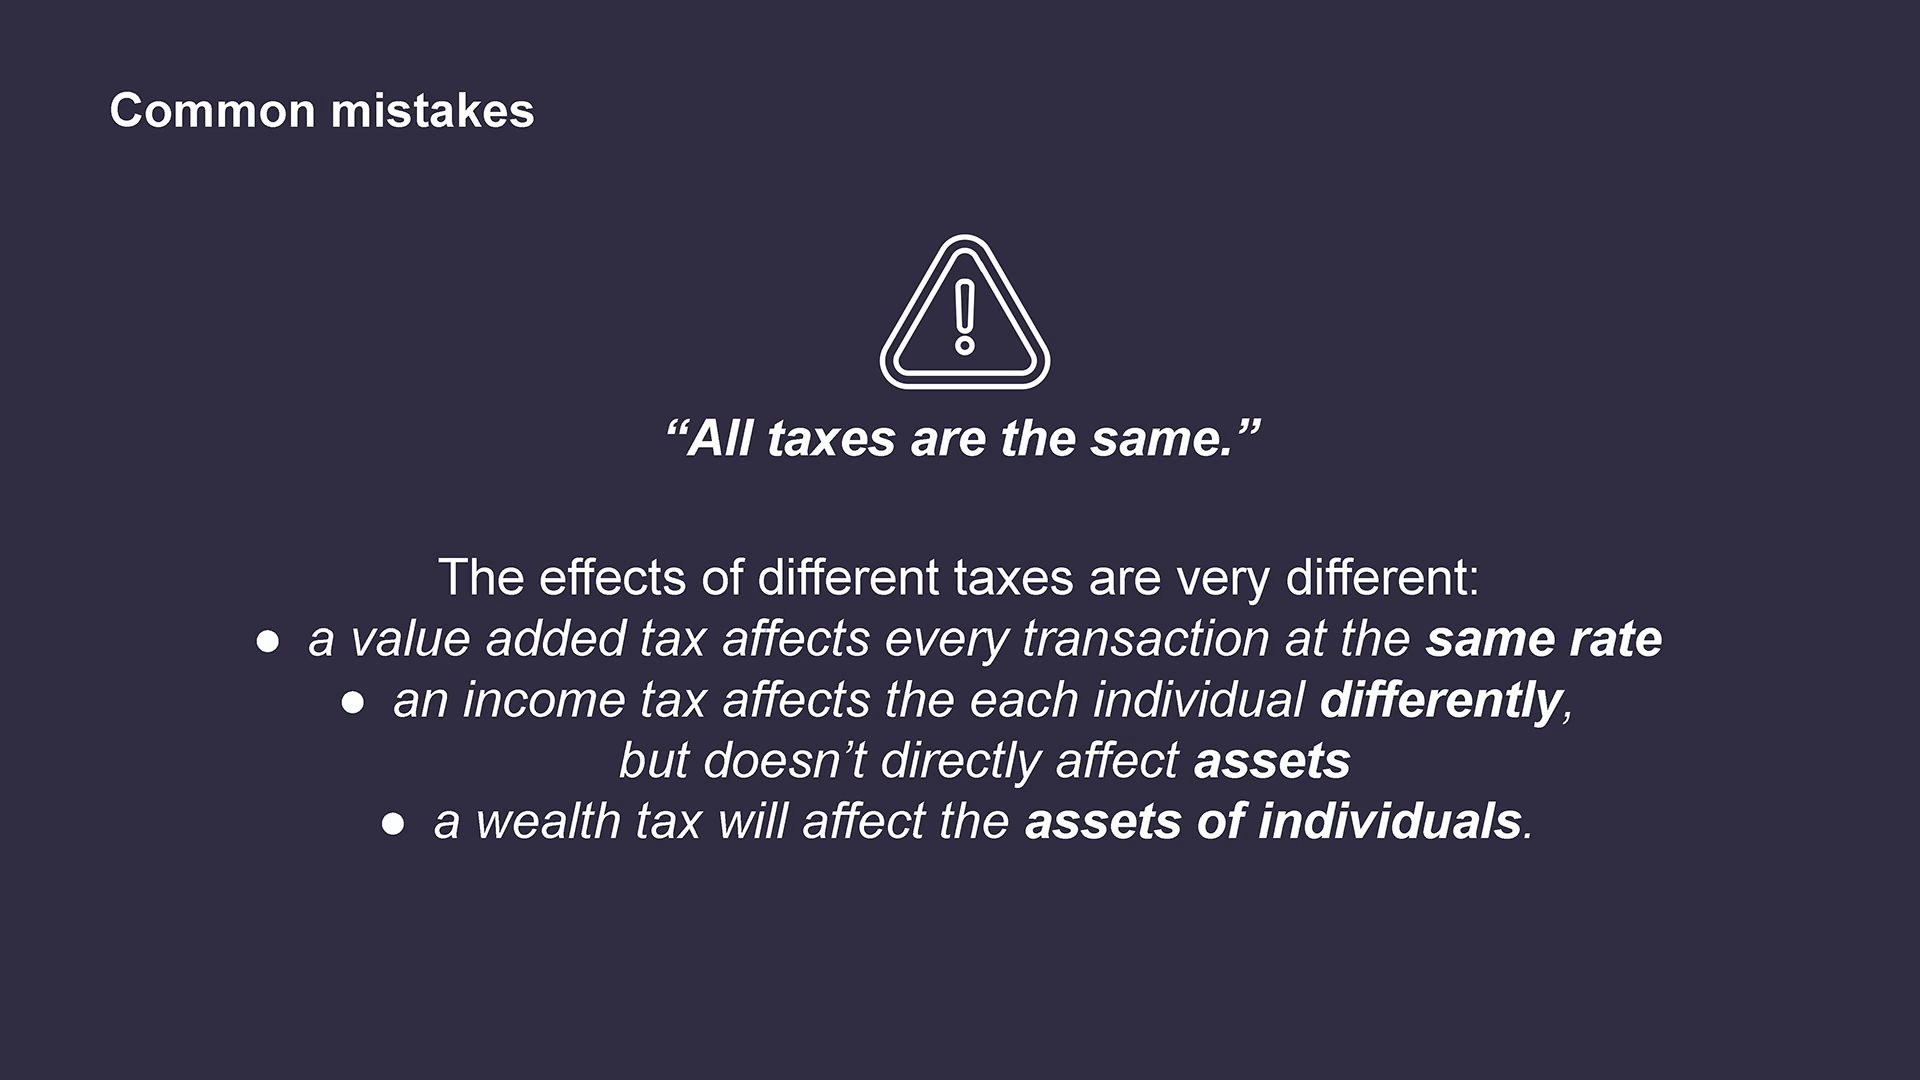 Common mistakes
“All taxes are the same.”
The effects of different taxes are very different:
● a value added tax affects every transaction at the same rate
● an income tax affects the each individual differently,
but doesn’t directly affect assets
● a wealth tax will affect the assets of individuals.